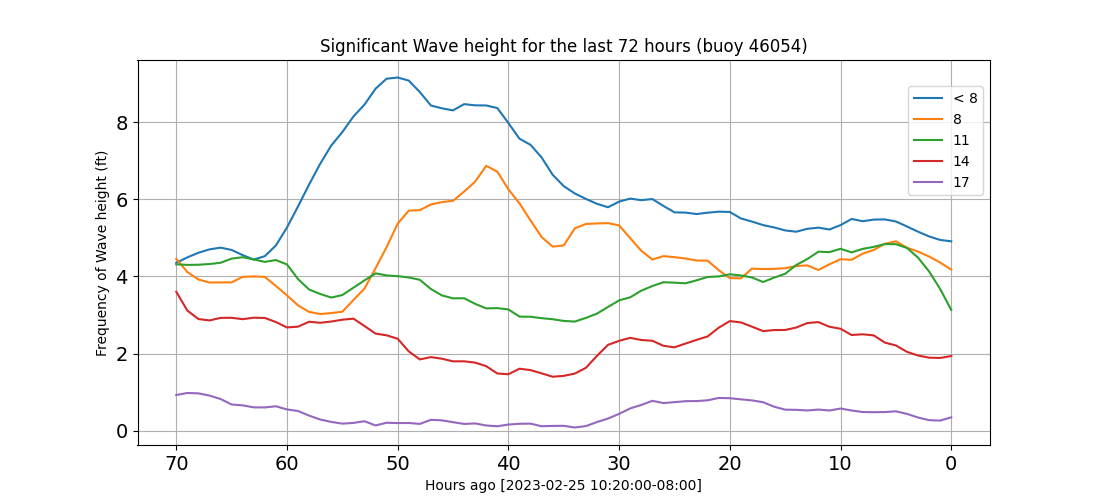 Significant Wave height for the last 72 hours (buoy 46054)
Frequency of Wave height (ft)
8
6
4
2
0
< 8
8
11
14
17
70 60 50 40 30 20 10 0
Hours ago [2023-02-25 10:20:00-08:00]